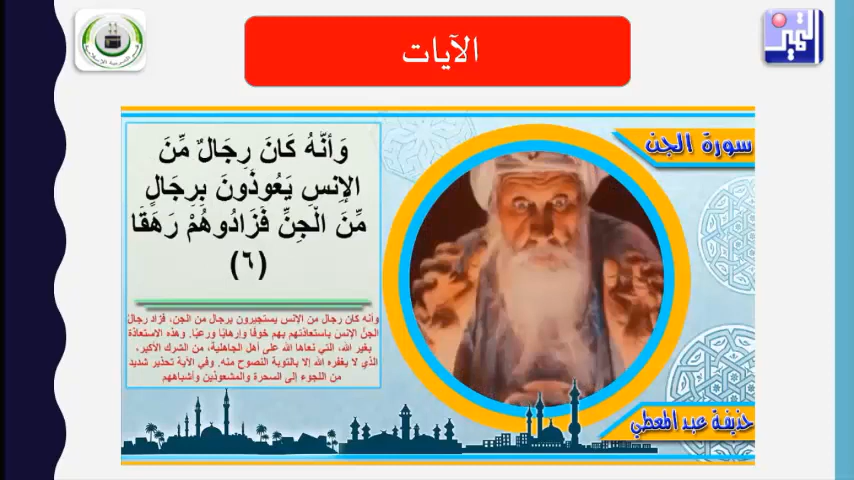 الآيات
التميز
سورة الجن
وَأَنَّهُ كَانَ رِجَالٌ مِّنَ
الإِنسِ يَعُوذُونَ بِرِجَالٍ
مِّنَ الْجِنِّ فَزَادُوهُمْ رَهَقًا
(٦)
وأنه كان رجال من الإنس يستجيرون برجال من الجن، فزاد رجالُ
الجنِّ الإنسَ باستعاذتهم بهم خوفًا وإرهابًا ورعبًا. وهذه الاستعاذة
بغير الله، التي نعاها الله على أهل الجاهلية، من الشرك الأكبر،
الذي لا يغفره الله إلا بالتوبة النصوح منه. وفي الآية تحذير شديد
من اللجوء إلى السحرة والمشعوذين وأشباههم
حذيفة عبد المعطي